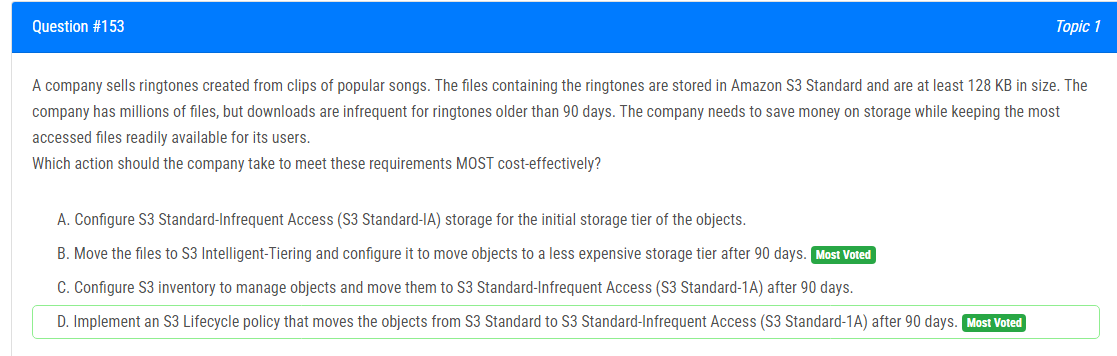 Question #153
Topic 1
A company sells ringtones created from clips of popular songs. The files containing the ringtones are stored in Amazon S3 Standard and are at least 128 KB in size. The
company has millions of files, but downloads are infrequent for ringtones older than 90 days. The company needs to save money on storage while keeping the most
accessed files readily available for its users.
Which action should the company take to meet these requirements MOST cost-effectively?
A. Configure S3 Standard-Infrequent Access (S3 Standard-IA) storage for the initial storage tier of the objects.
B. Move the files to S3 Intelligent-Tiering and configure it to move objects to a less expensive storage tier after 90 days. Most Voted
C. Configure S3 inventory to manage objects and move them to S3 Standard-Infrequent Access (S3 Standard-1A) after 90 days.
D. Implement an S3 Lifecycle policy that moves the objects from S3 Standard to S3 Standard-Infrequent Access (S3 Standard-1A) after 90 days. Most Voted